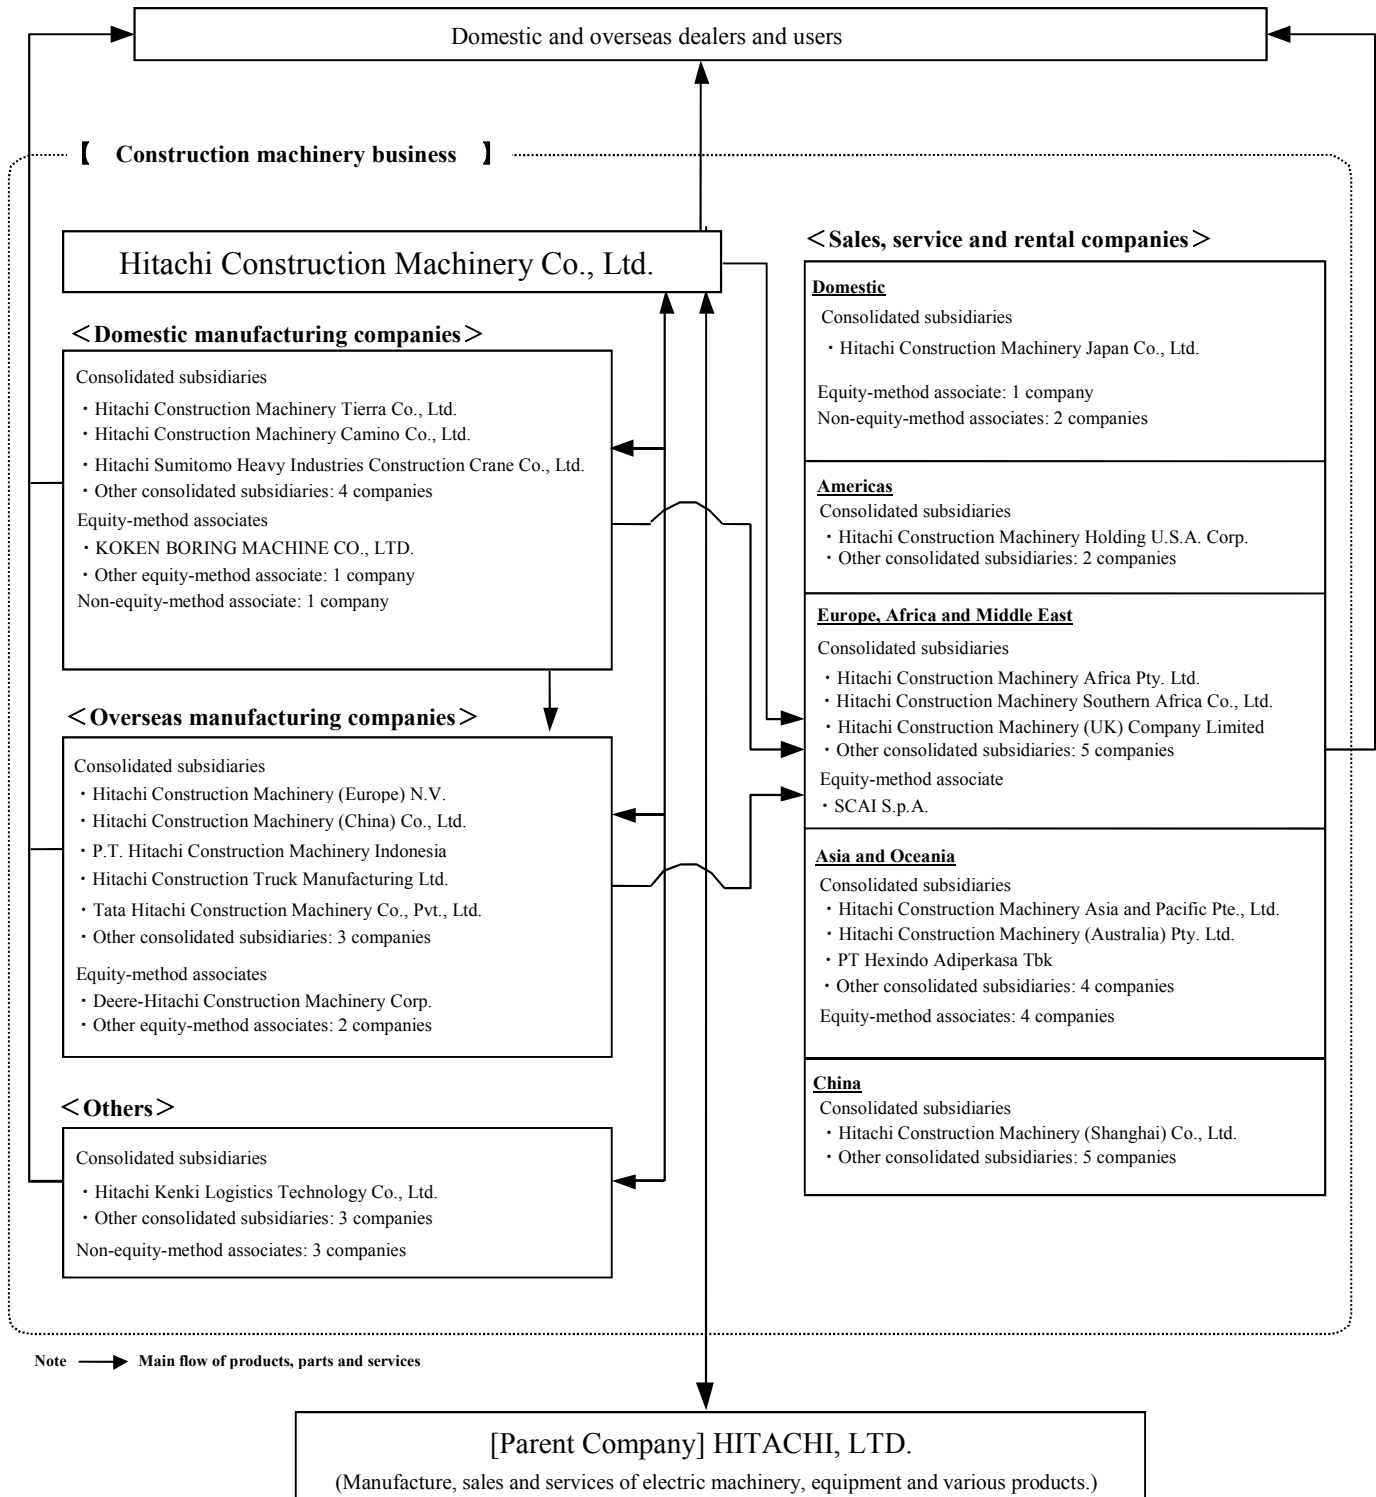 Domestic and overseas dealers and users
【 Construction machinery business 】
Hitachi Construction Machinery Co., Ltd.
＜Domestic manufacturing companies＞
Consolidated subsidiaries
・Hitachi Construction Machinery Tierra Co., Ltd.
・Hitachi Construction Machinery Camino Co., Ltd.
・Hitachi Sumitomo Heavy Industries Construction Crane Co., Ltd.
・Other consolidated subsidiaries: 4 companies
Equity-method associates
・KOKEN BORING MACHINE CO., LTD.
・Other equity-method associate: 1 company
Non-equity-method associate: 1 company
＜Overseas manufacturing companies＞
Consolidated subsidiaries
・Hitachi Construction Machinery (Europe) N.V.
・Hitachi Construction Machinery (China) Co., Ltd.
・P.T. Hitachi Construction Machinery Indonesia
・Hitachi Construction Truck Manufacturing Ltd.
・Tata Hitachi Construction Machinery Co., Pvt., Ltd.
・Other consolidated subsidiaries: 3 companies
Equity-method associates
・Deere-Hitachi Construction Machinery Corp.
・Other equity-method associates: 2 companies
＜Others＞
Consolidated subsidiaries
・Hitachi Kenki Logistics Technology Co., Ltd.
・Other consolidated subsidiaries: 3 companies
Non-equity-method associates: 3 companies
＜Sales, service and rental companies＞
Domestic
Consolidated subsidiaries
・Hitachi Construction Machinery Japan Co., Ltd.
Equity-method associate: 1 company
Non-equity-method associates: 2 companies
Americas
Consolidated subsidiaries
・Hitachi Construction Machinery Holding U.S.A. Corp.
・Other consolidated subsidiaries: 2 companies
Europe, Africa and Middle East
Consolidated subsidiaries
・Hitachi Construction Machinery Africa Pty. Ltd.
・Hitachi Construction Machinery Southern Africa Co., Ltd.
・Hitachi Construction Machinery (UK) Company Limited
・Other consolidated subsidiaries: 5 companies
Equity-method associate
・SCAI S.p.A.
Asia and Oceania
Consolidated subsidiaries
・Hitachi Construction Machinery Asia and Pacific Pte., Ltd.
・Hitachi Construction Machinery (Australia) Pty. Ltd.
・PT Hexindo Adiperkasa Tbk
・Other consolidated subsidiaries: 4 companies
Equity-method associates: 4 companies
China
Consolidated subsidiaries
・Hitachi Construction Machinery (Shanghai) Co., Ltd.
・Other consolidated subsidiaries: 5 companies
Note Main flow of products, parts and services
[Parent Company] HITACHI, LTD.
(Manufacture, sales and services of electric machinery, equipment and various products.)